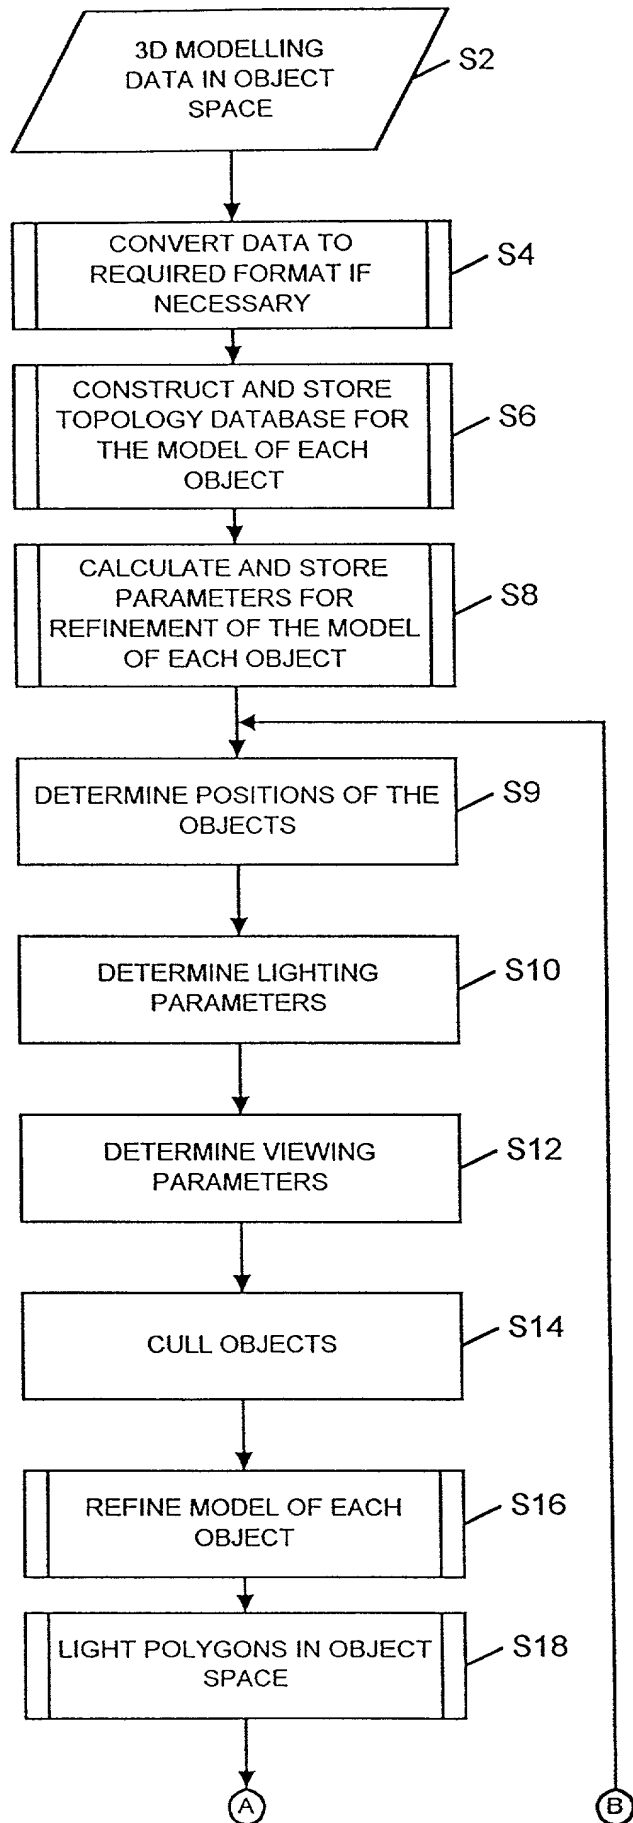 3D MODELLING
DATA IN OBJECT
SPACE
S2
CONVERT DATA TO
REQUIRED FORMAT IF
NECESSARY
S4
CONSTRUCT AND STORE
TOPOLOGY DATABASE FOR
THE MODEL OF EACH
OBJECT
S6
CALCULATE AND STORE
PARAMETERS FOR
REFINEMENT OF THE MODEL
OF EACH OBJECT
S8
DETERMINE POSITIONS OF THE
OBJECTS
S9
DETERMINE LIGHTING
PARAMETERS
S10
DETERMINE VIEWING
PARAMETERS
S12
CULL OBJECTS
S14
REFINE MODEL OF EACH
OBJECT
S16
LIGHT POLYGONS IN OBJECT
SPACE
S18
A
B